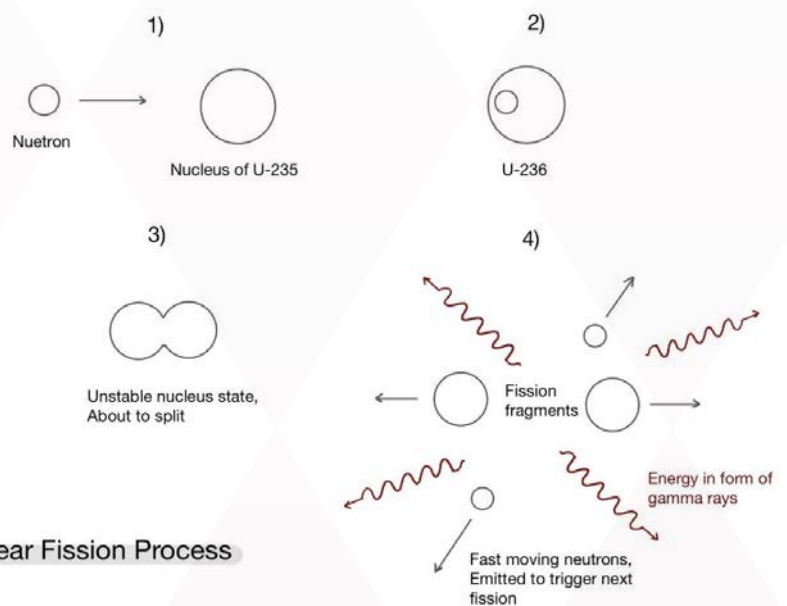 1)
2)
Nuetron
Nucleus of U-235
U-236
3)
4)
Unstable nucleus state,
About to split
Fission
fragments
Energy in form of
gamma rays
ear Fission Process
Fast moving neutrons,
Emitted to trigger next
fission